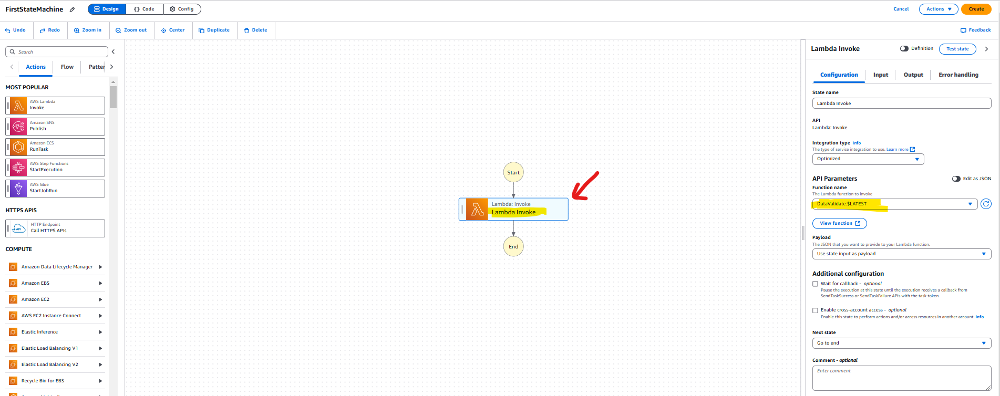 FirstStateMachine
Design
{} Code
Config
Cancel
Actions
Create
Undo
Redo
Zoom in
Zoom out
Center
Duplicate
Delete
Feedback
Search
Actions
Flow
Patter
MOST POPULAR
AWS Lambda
Invoke
Amazon SNS
Publish
Amazon ECS
RunTask
AWS Step Functions
StartExecution
AWS Glue
StartJobRun
HTTPS APIS
API
HTTP Endpoint
Call HTTPS APIs
COMPUTE
Amazon Data Lifecycle Manager
Amazon EBS
Amazon EC2
AWS EC2 Instance Connect
Elastic Inference
Elastic Load Balancing V1
Elastic Load Balancing V2
Recycle Bin for EBS
Start
Lambda: Invoke
Lambda Invoke
End
Lambda Invoke
Definition
Test state
Configuration
Input
Output
Error handling
State name
Lambda Invoke
API
Lambda: Invoke
Integration type Info
The type of service integration to use. Learn more
Optimized
API Parameters
Edit as JSON
Function name
The Lambda function to invoke
DataValidate:$LATEST
View function
Payload
The JSON that you want to provide to your Lambda function.
Use state input as payload
Additional configuration
Wait for callback - optional
Pause the execution at this state until the execution receives a callback from
SendTaskSuccess or SendTaskFailure APIs with the task token.
Enable cross-account access - optional
Enable this state to perform actions and/or access resources in another account. Info
Next state
Go to end
Comment - optional
Enter comment